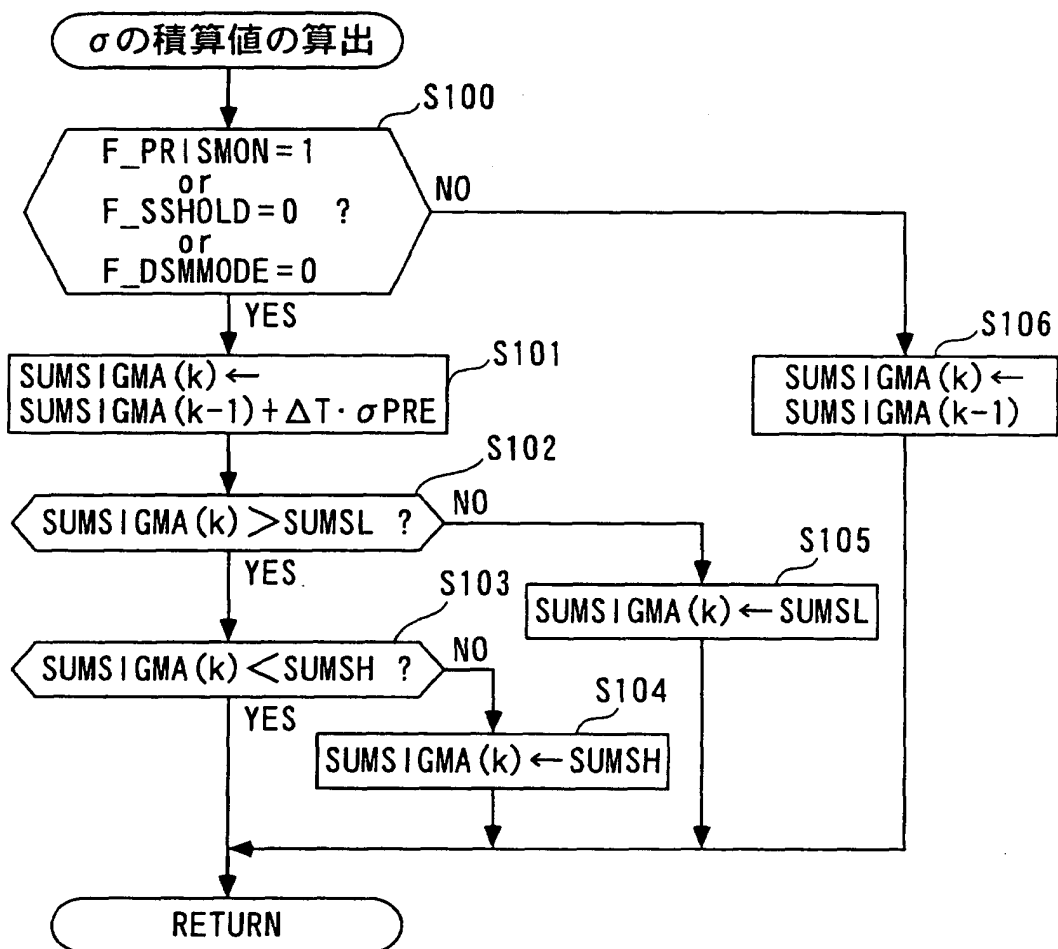 σの積算値の算出
S100
F_PRISMON=1
or
F_SSHOLD=0 ?
or
F_DSMMODE=0
NO
YES
S101
SUMSIGMA(k)←
SUMSIGMA(k-1)+ΔT·σPRE
S106
SUMSIGMA(k)←
SUMSIGMA(k-1)
S102
SUMSIGMA(k)>SUMSL ?
NO
YES
S105
SUMSIGMA(k)←SUMSL
S103
SUMSIGMA(k)<SUMSH ?
NO
YES
S104
SUMSIGMA(k)←SUMSH
RETURN